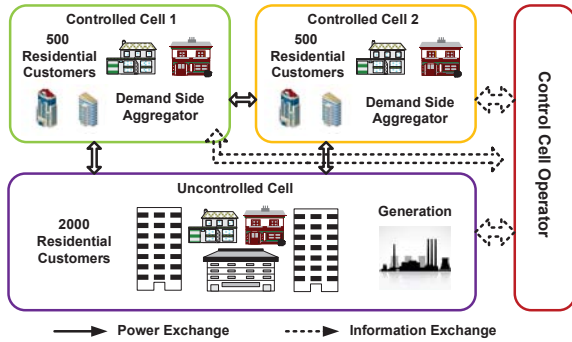 Controlled Cell 1
500
Residential
Customers
Demand Side
Aggregator
Controlled Cell 2
500
Residential
Customers
Demand Side
Aggregator
Control Cell Operator
Uncontrolled Cell
2000
Residential
Customers
Generation
Power Exchange
Information Exchange